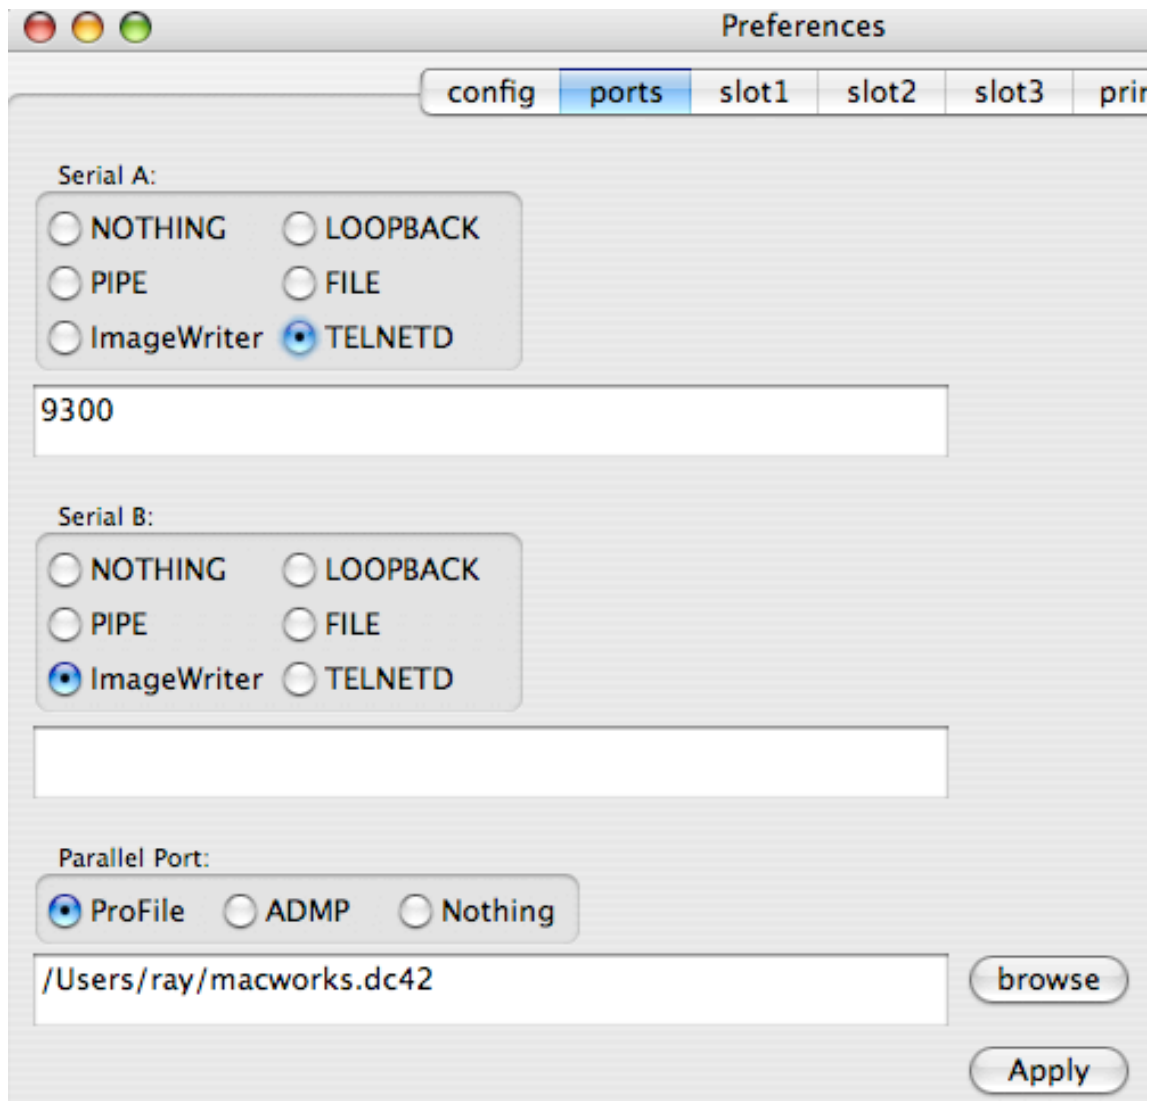 Preferences
config ports slot1 slot2 slot3 prin
Serial A:
NOTHING LOOPBACK
PIPE FILE
ImageWriter TELNETD
9300
Serial B:
NOTHING LOOPBACK
PIPE FILE
ImageWriter TELNETD
Parallel Port:
ProFile ADMP Nothing
/Users/ray/macworks.dc42 browse
Apply